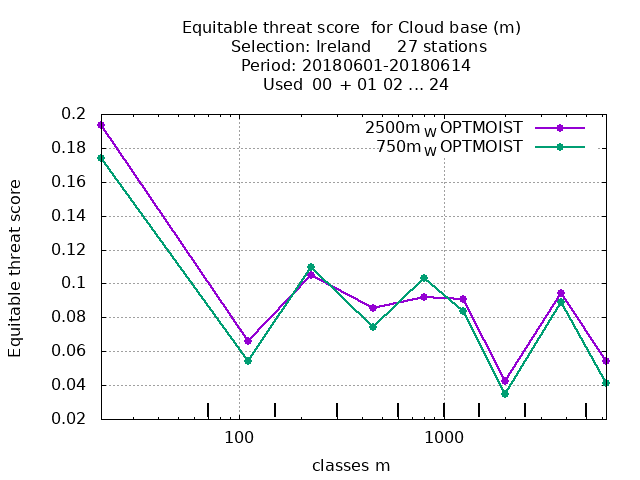 Equitable threat score  for Cloud base (m)
Selection: Ireland     27 stations
Period: 20180601-20180614
Used  00 + 01 02 ... 24
2500m W OPTMOIST
750m W OPTMOIST
0.2
0.18
0.16
0.14
0.12
0.1
0.08
0.06
0.04
0.02
Equitable threat score
100
1000
classes m